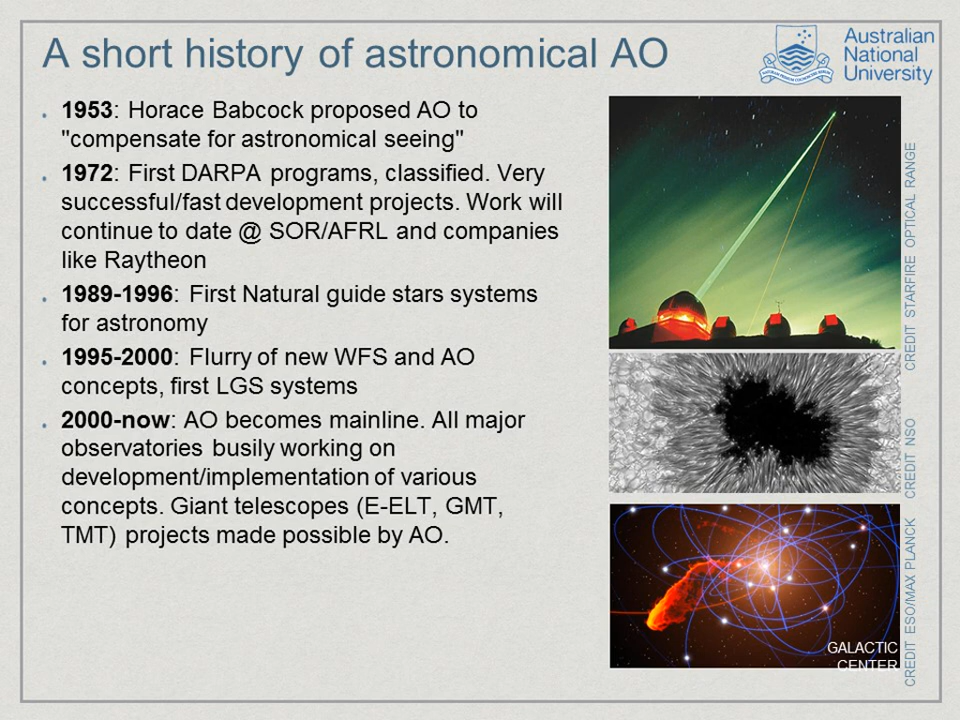 A short history of astronomical AO
Australian
National
University
1953: Horace Babcock proposed AO to
"compensate for astronomical seeing"
1972: First DARPA programs, classified. Very
successful/fast development projects. Work will
continue to date @ SOR/AFRL and companies
like Raytheon
1989-1996: First Natural guide stars systems
for astronomy
1995-2000: Flurry of new WFS and AO
concepts, first LGS systems
2000-now: AO becomes mainline. All major
observatories busily working on
development/implementation of various
concepts. Giant telescopes (E-ELT, GMT,
TMT) projects made possible by AO.
CREDIT STARFIRE OPTICAL RANGE
CREDIT NSO
CREDIT ESO/MAX PLANCK
GALACTIC
CENTER